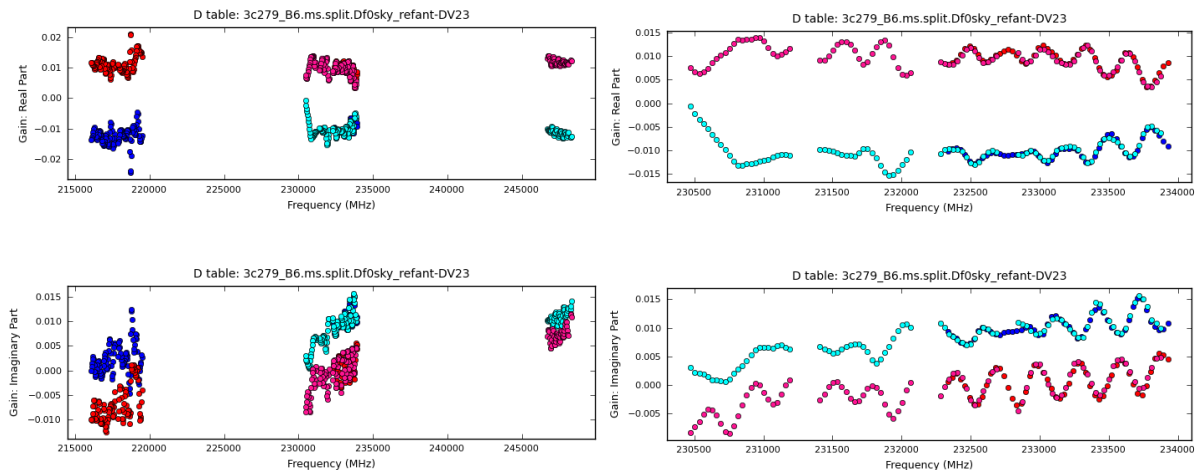 D table: 3c279_B6.ms.split.Df0sky_refant-DV23
Gain: Real Part
0.02
0.01
0.00
−0.01
−0.02
215000 220000 225000 230000 235000 240000 245000
Frequency (MHz)
D table: 3c279_B6.ms.split.Df0sky_refant-DV23
Gain: Real Part
0.015
0.010
0.005
0.000
−0.005
−0.010
−0.015
230500 231000 231500 232000 232500 233000 233500 234000
Frequency (MHz)
D table: 3c279_B6.ms.split.Df0sky_refant-DV23
Gain: Imaginary Part
0.015
0.010
0.005
0.000
−0.005
−0.010
215000 220000 225000 230000 235000 240000 245000
Frequency (MHz)
D table: 3c279_B6.ms.split.Df0sky_refant-DV23
Gain: Imaginary Part
0.015
0.010
0.005
0.000
−0.005
230500 231000 231500 232000 232500 233000 233500 234000
Frequency (MHz)